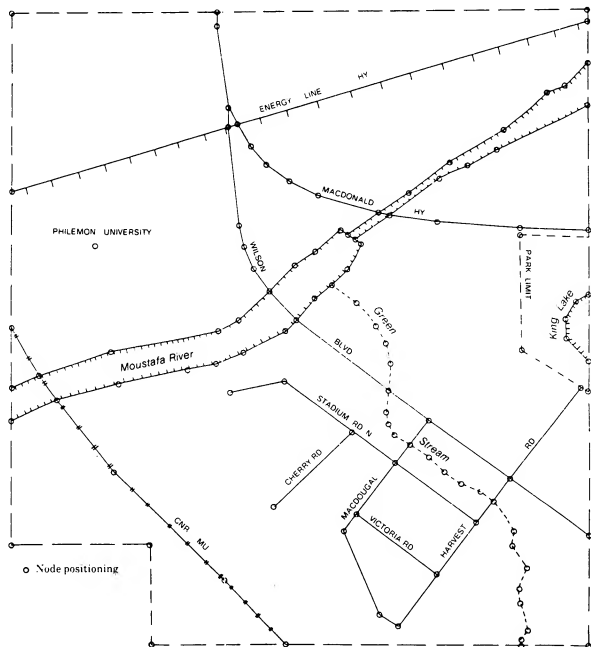 ENERGY LINE HY
MACDONALD HY
PHILEMON UNIVERSITY
WILSON BLVD
PARK LIMIT
King Lake
Green Stream
Moustafa River
STADIUM RD N
CHERRY RD
MACDOUGAL
VICTORIA RD
HARVEST RD
CNR MU
Node positioning